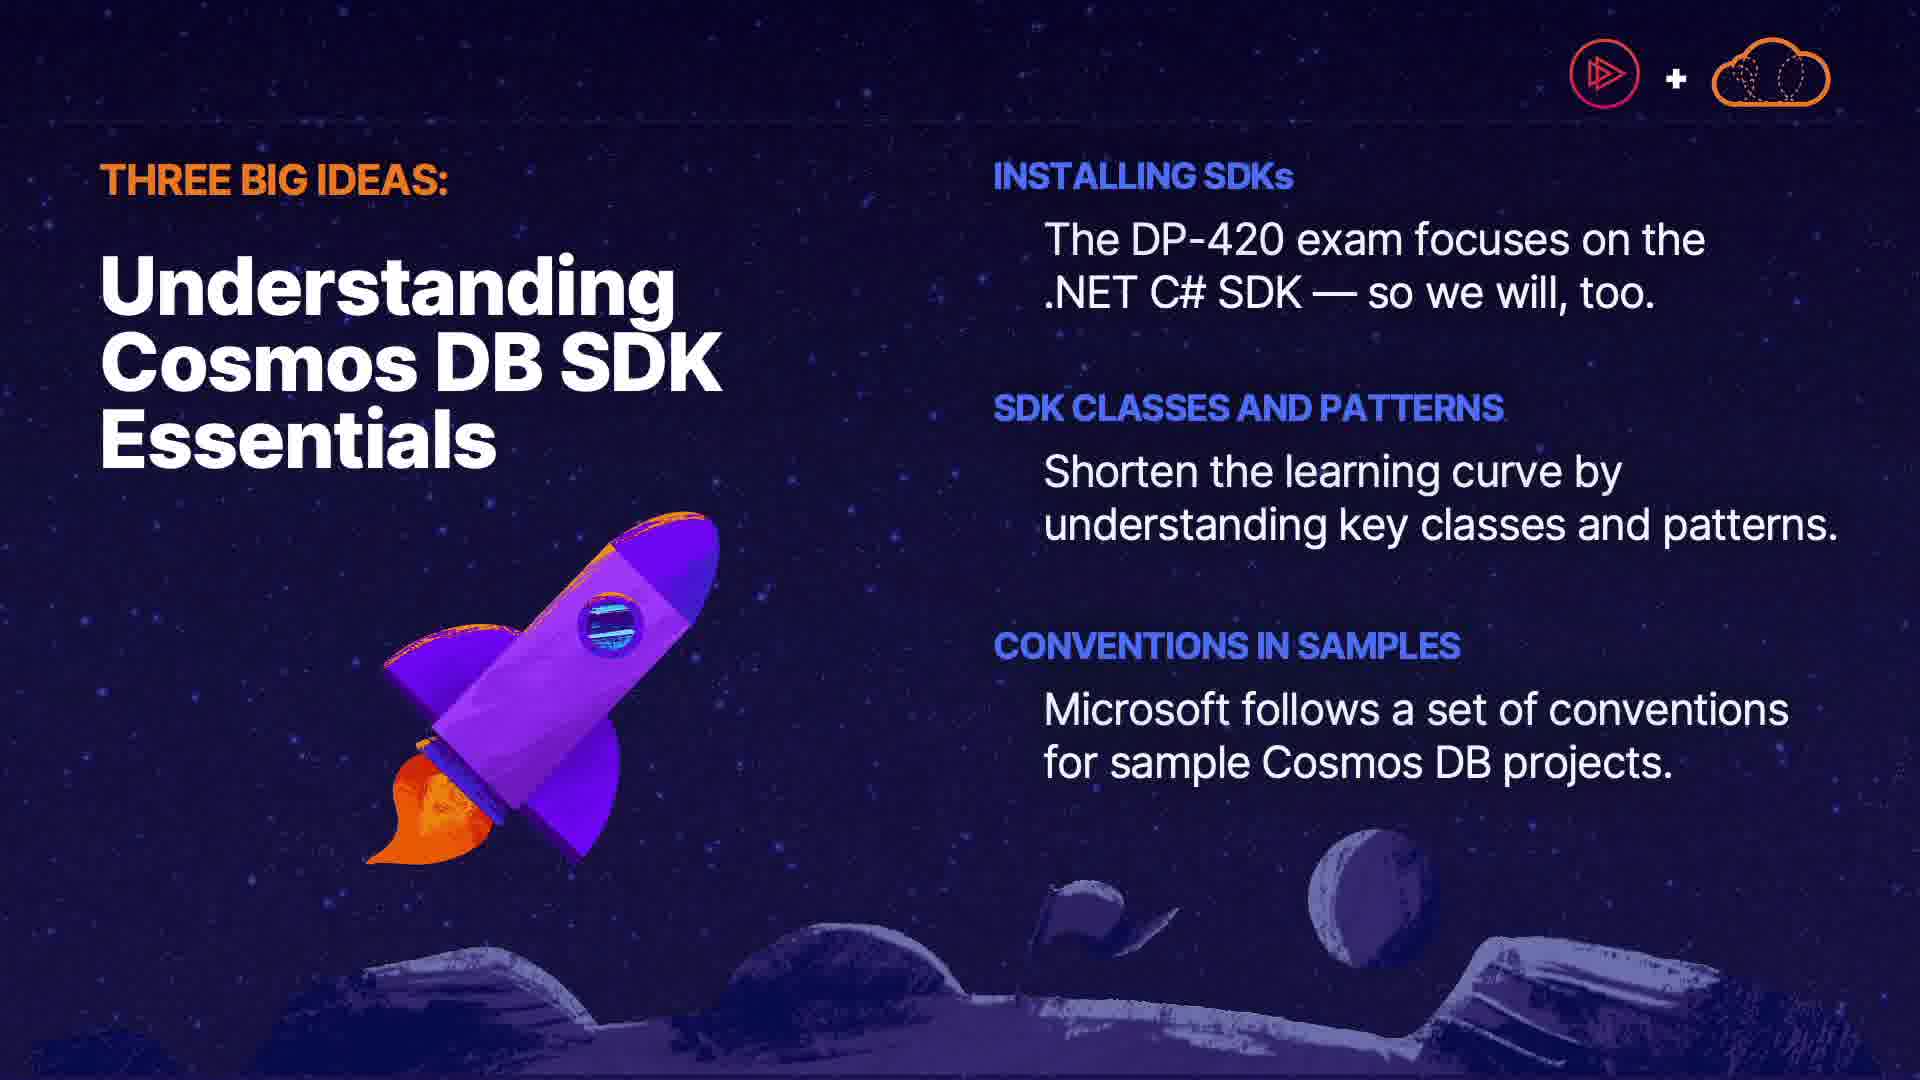 THREE BIG IDEAS:
Understanding
Cosmos DB SDK
Essentials
INSTALLING SDKs
The DP-420 exam focuses on the
.NET C# SDK — so we will, too.
SDK CLASSES AND PATTERNS
Shorten the learning curve by
understanding key classes and patterns.
CONVENTIONS IN SAMPLES
Microsoft follows a set of conventions
for sample Cosmos DB projects.